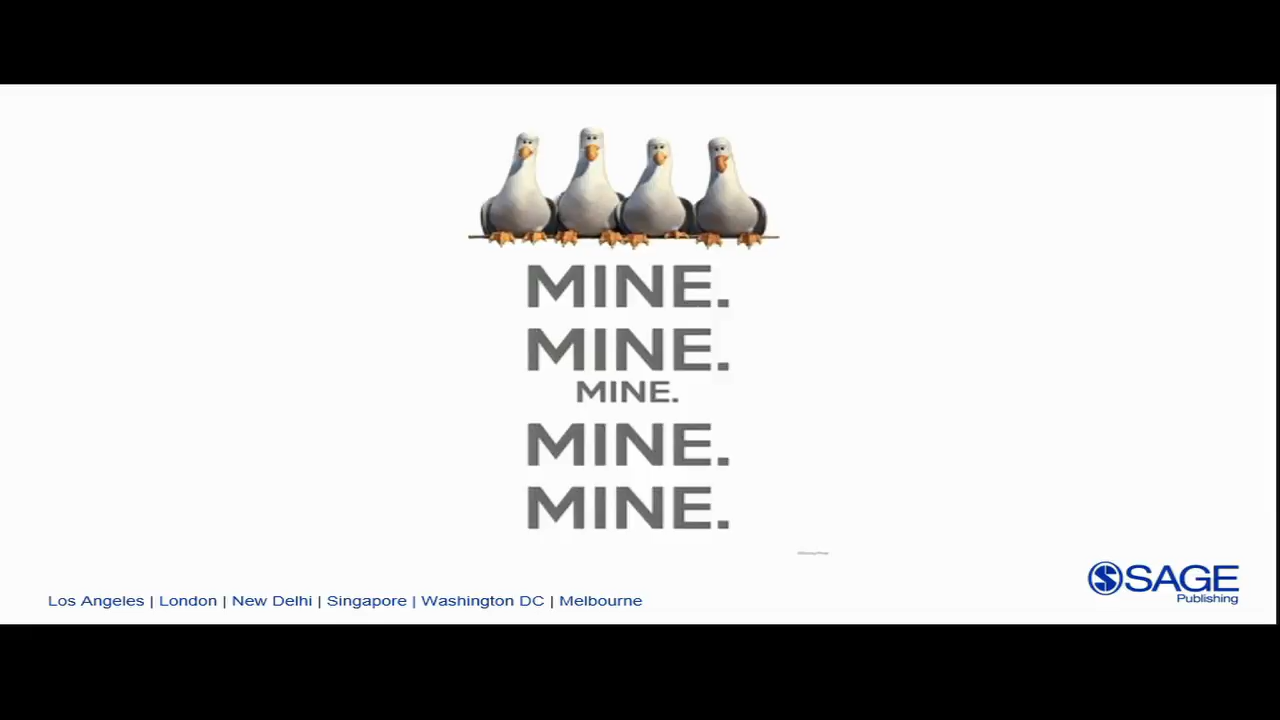 MINE.
MINE.
MINE.
MINE.
MINE.
SAGE
Publishing
Los Angeles | London | New Delhi | Singapore | Washington DC | Melbourne